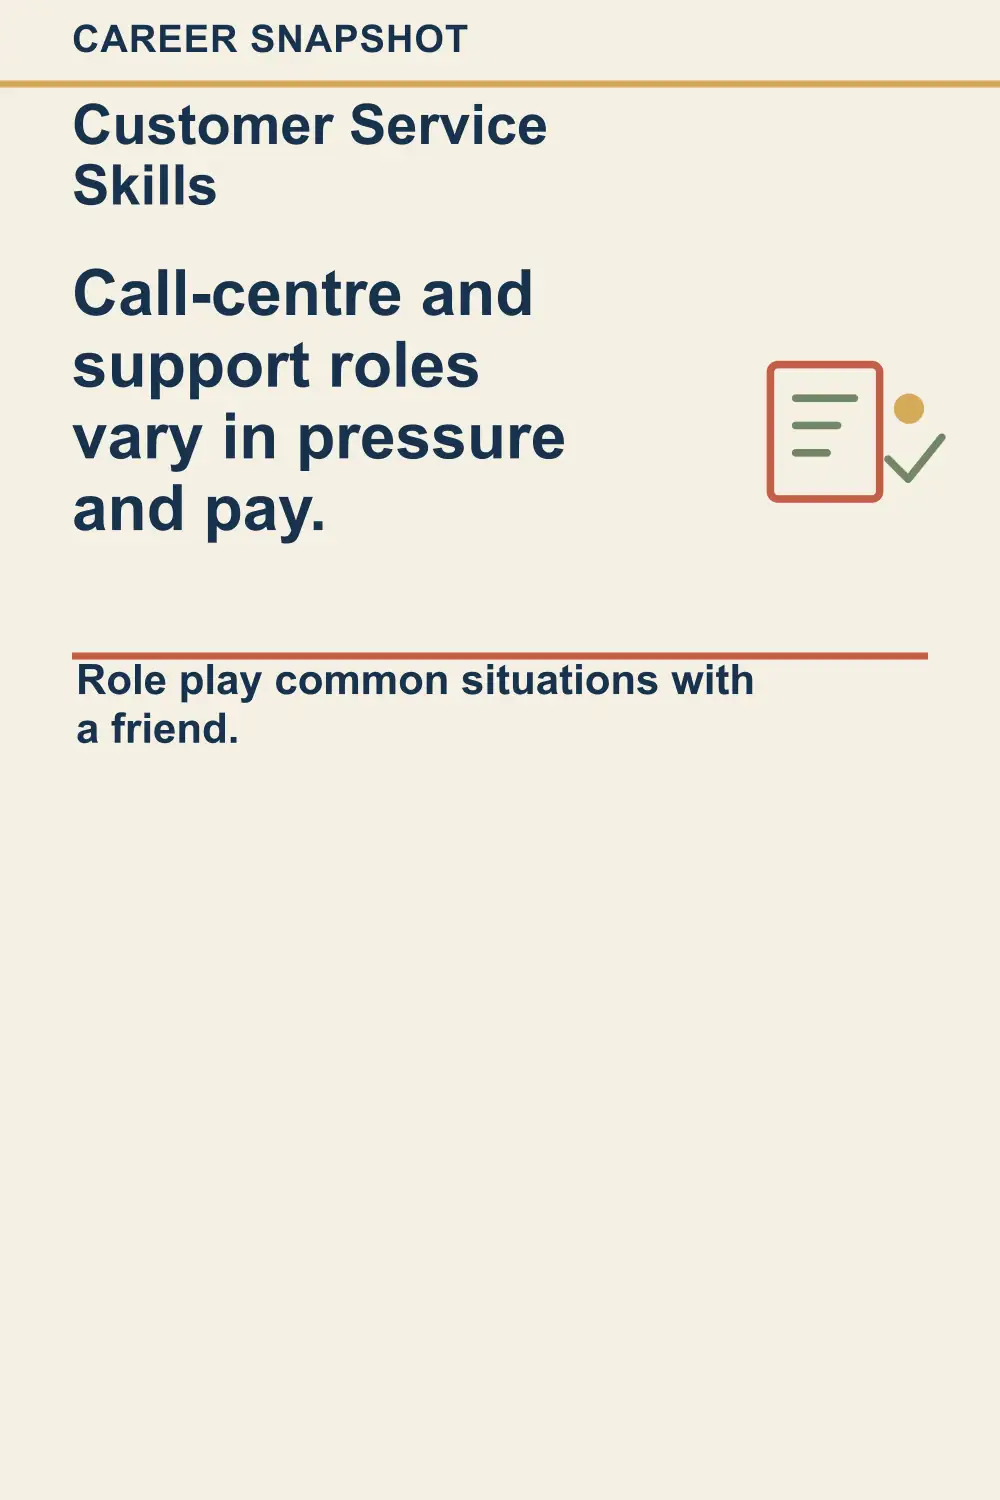 CAREER SNAPSHOT
Customer Service
Skills
Call-centre and
support roles
vary in pressure
and pay.
Role play common situations with
a friend.